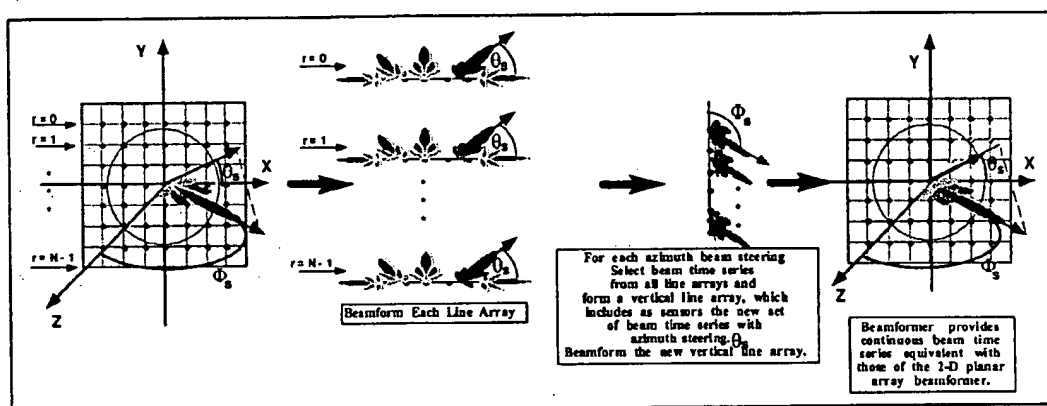 Y
r = 0
r = 1
X
θs
r = N - 1
Φs
Z
r = 0
θs
r = 1
θs
r = N - 1
θs
Beamform Each Line Array
Φs
For each azimuth beam steering
Select beam time series
from all line arrays and
form a vertical line array, which
includes as sensors the new set
of beam time series with
azimuth steering. θs
Beamform the new vertical line array.
Y
X
θs
Φs
Z
Beamformer provides
continuous beam time
series equivalent with
those of the 2-D planar
array beamformer.